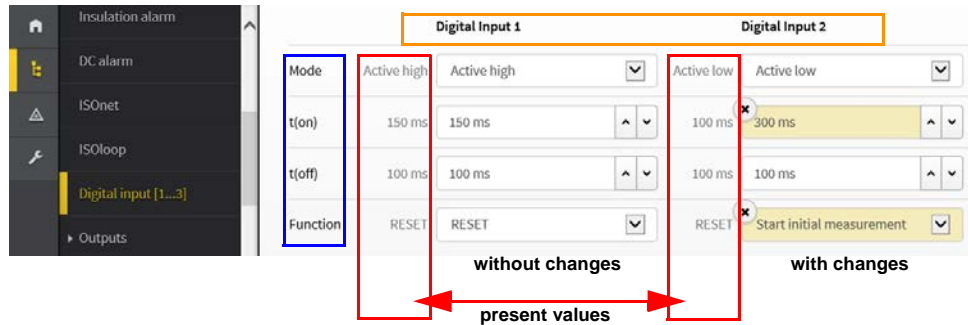 Insulation alarm
DC alarm
ISOnet
ISOloop
Digital input [1...3]
Outputs
Digital Input 1 Digital Input 2
Mode Active high Active high Active low Active low
t(on) 150 ms 150 ms 100 ms 300 ms
t(off) 100 ms 100 ms 100 ms 100 ms
Function RESET RESET RESET Start initial measurement
without changes with changes
present values